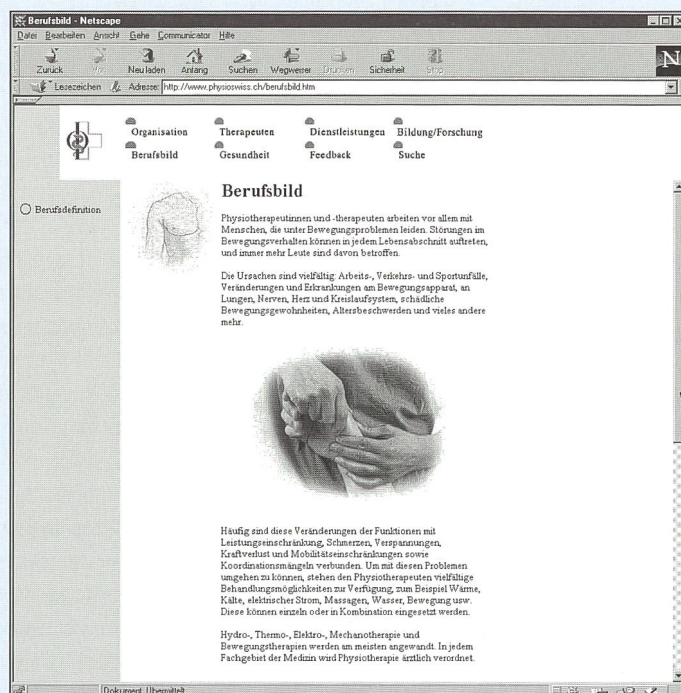 Berufsbild - Netscape
Datei Bearbeiten Ansicht Gehe Communicator Hilfe
Zurück Vor Neu laden Anfang Suchen Wegweiser Drucken Sicherheit Stop
Lesezeichen Adresse: http://www.physioswiss.ch/berufsbild.htm
N
Organisation Therapeuten Dienstleistungen Bildung/Forschung
Berufsbild Gesundheit Feedback Suche
Berufsdefinition
Berufsbild
Physiotherapeutinnen und -therapeuten arbeiten vor allem mit
Menschen, die unter Bewegungsproblemen leiden. Störungen im
Bewegungsverhalten können in jedem Lebensabschnitt auftreten,
und immer mehr Leute sind davon betroffen.
Die Ursachen sind vielfältig: Arbeits-, Verkehrs- und Sportunfälle,
Veränderungen und Erkrankungen am Bewegungsapparat, an
Lungen, Nerven, Herz und Kreislaufsystem, schädliche
Bewegungsgewohnheiten, Altersbeschwerden und vieles andere
mehr.
Häufig sind diese Veränderungen der Funktionen mit
Leistungseinschränkung, Schmerzen, Verspannungen,
Kraftverlust und Mobilitätseinschränkungen sowie
Koordinationsmängeln verbunden. Um mit diesen Problemen
umgehen zu können, stehen den Physiotherapeuten vielfältige
Behandlungsmöglichkeiten zur Verfügung, zum Beispiel Wärme,
Kälte, elektrischer Strom, Massagen, Wasser, Bewegung usw.
Diese können einzeln oder in Kombination eingesetzt werden.
Hydro-, Thermo-, Elektro-, Mechanotherapie und
Bewegungstherapien werden am meisten angewandt. In jedem
Fachgebiet der Medizin wird Physiotherapie ärztlich verordnet.
Dokument: Übermittelt